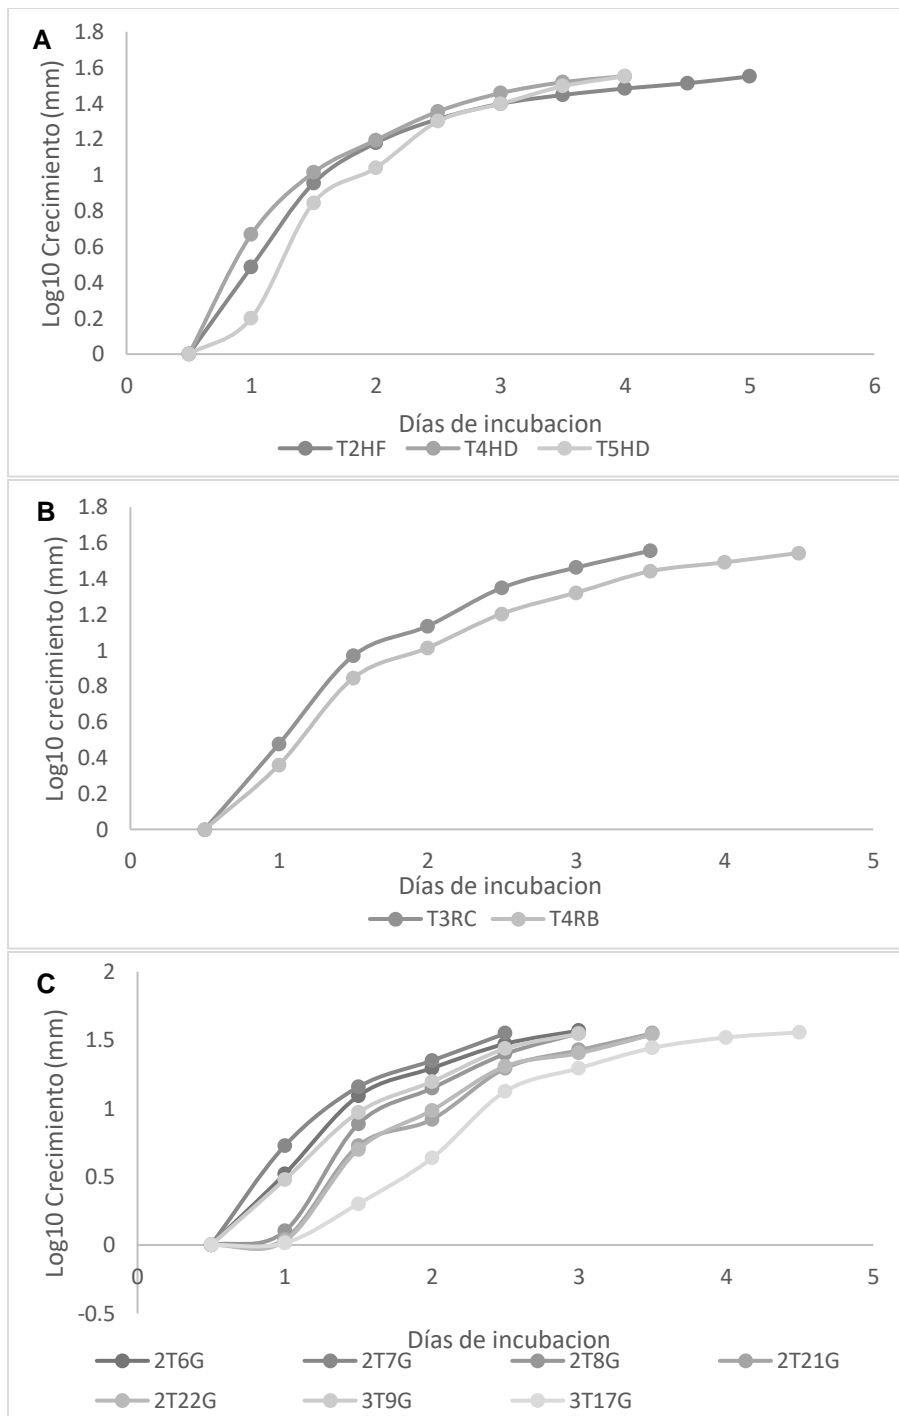 A
Log10 Crecimiento (mm)
1.8
1.6
1.4
1.2
1
0.8
0.6
0.4
0.2
0
0 1 2 3 4 5 6
Días de incubacion
T2HF T4HD T5HD
B
Log10 crecimiento (mm)
1.8
1.6
1.4
1.2
1
0.8
0.6
0.4
0.2
0
0 1 2 3 4 5
Días de incubacion
T3RC T4RB
C
Log10 Crecimiento (mm)
2
1.5
1
0.5
0
-0.5
0 1 2 3 4 5
Días de incubacion
2T6G 2T7G 2T8G 2T21G
2T22G 3T9G 3T17G